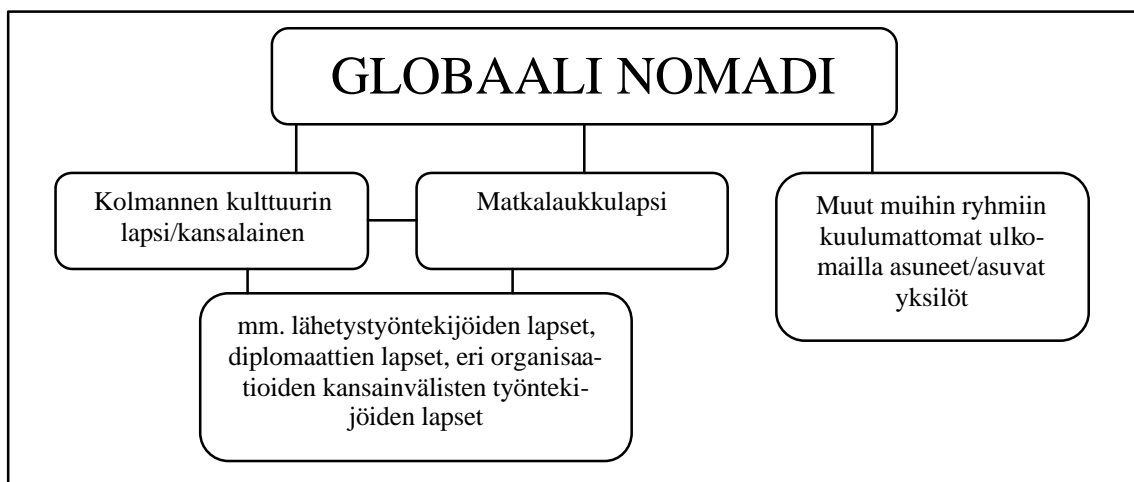 GLOBAALI NOMADI
Kolmannen kulttuurin
lapsi/kansalainen
Matkalaukkulapsi
Muut muihin ryhmiin
kuulumattomat ulko-
mailla asuneet/asuvat
yksilöt
mm. lähetystyöntekijöiden lapset,
diplomaattien lapset, eri organisaa-
tioiden kansainvälisten työnteki-
jöiden lapset